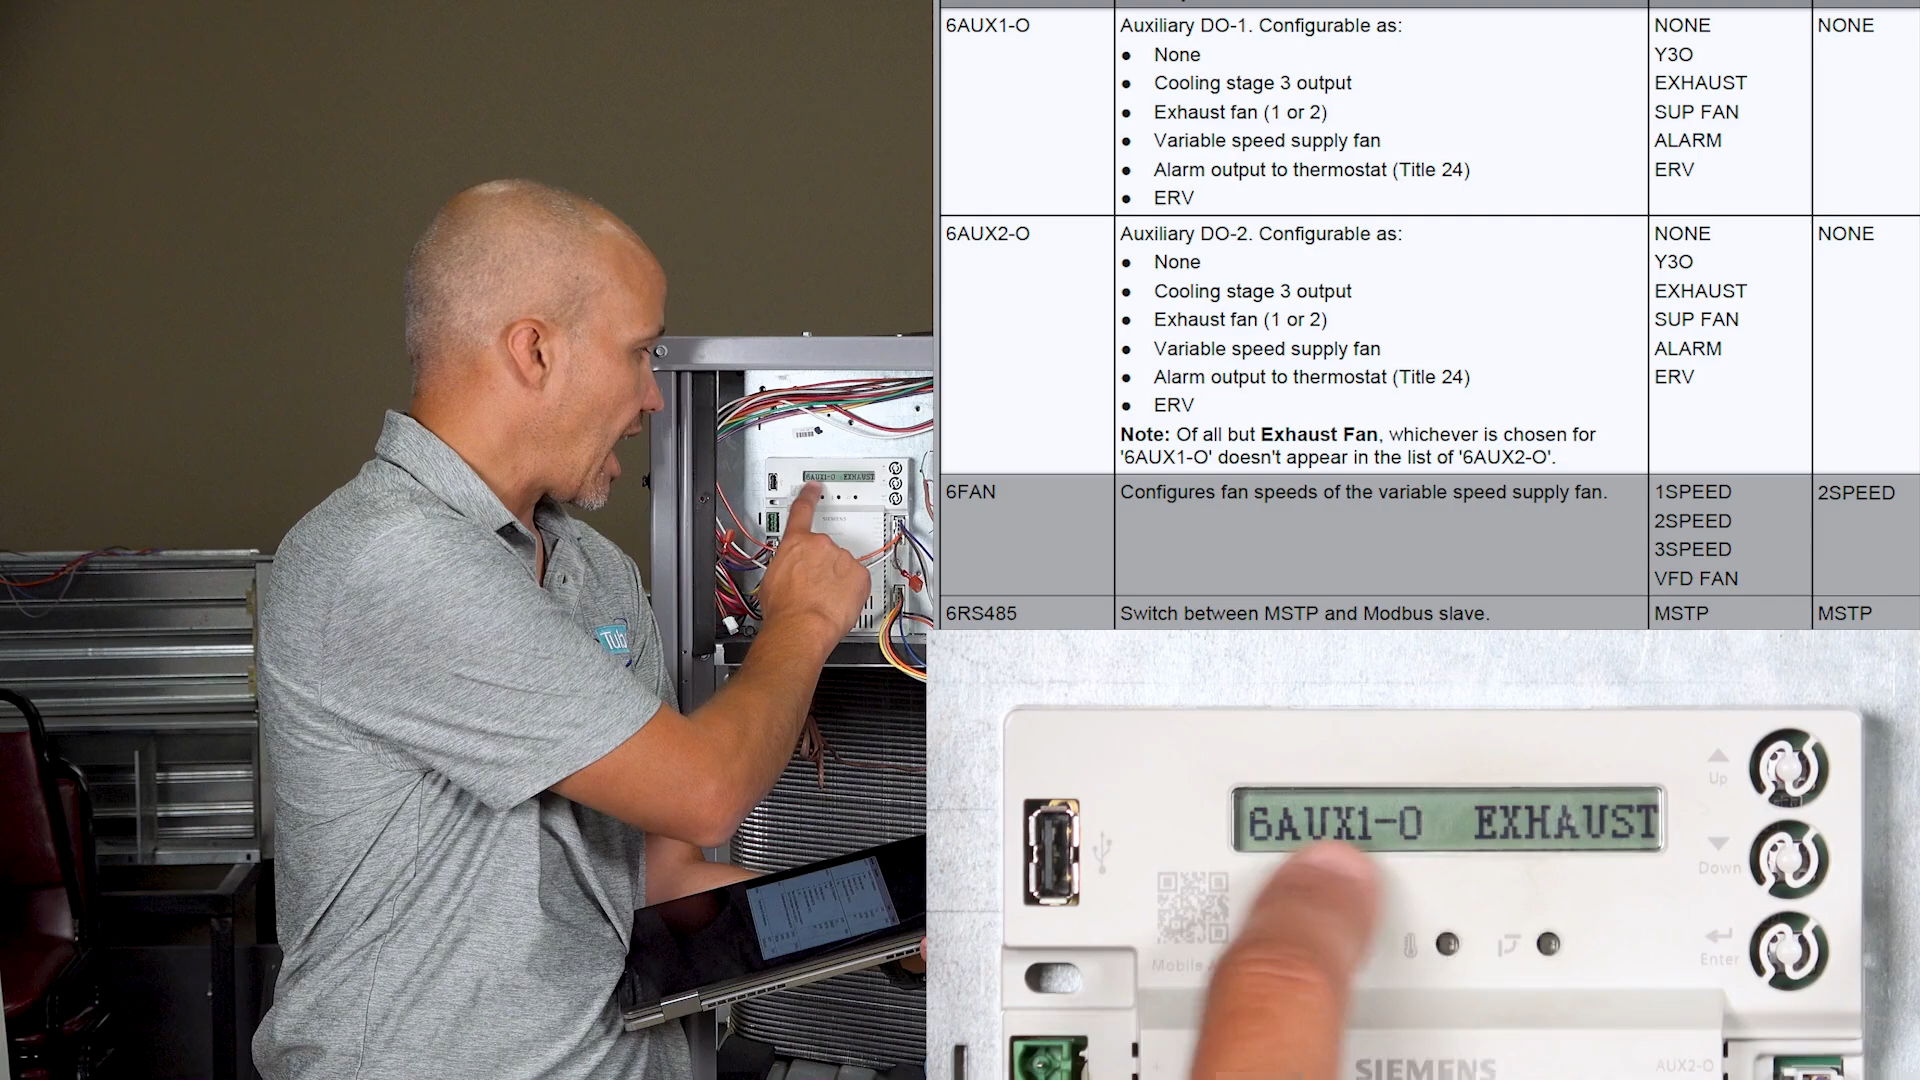 6AUX1-O Auxiliary DO-1. Configurable as: NONE NONE
● None Y3O
● Cooling stage 3 output EXHAUST
● Exhaust fan (1 or 2) SUP FAN
● Variable speed supply fan ALARM
● Alarm output to thermostat (Title 24) ERV
● ERV
6AUX2-O Auxiliary DO-2. Configurable as: NONE NONE
● None Y3O
● Cooling stage 3 output EXHAUST
● Exhaust fan (1 or 2) SUP FAN
● Variable speed supply fan ALARM
● Alarm output to thermostat (Title 24) ERV
● ERV
Note: Of all but Exhaust Fan, whichever is chosen for
'6AUX1-O' doesn't appear in the list of '6AUX2-O'.
6FAN Configures fan speeds of the variable speed supply fan. 1SPEED 2SPEED
2SPEED
3SPEED
VFD FAN
6RS485 Switch between MSTP and Modbus slave. MSTP MSTP
6AUX1-O EXHAUST
SIEMENS
6AUX1-O EXHAUST
Up
Down
Enter
Mobile
SIEMENS
AUX2-O